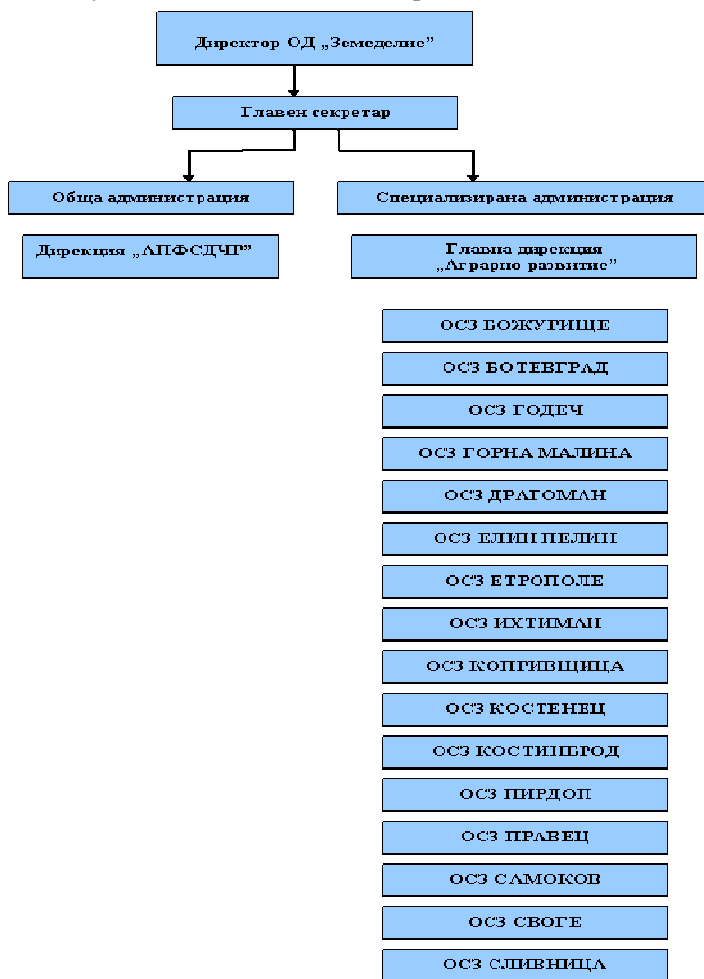 Директор ОД „Земеделие”
Главен секретар
Обща администрация
Специализирана администрация
Дирекция „АПФСДЧР”
Главна дирекция
„Аграрно развитие”
ОСЗ БОЖУРИЩЕ
ОСЗ БОТЕВГРАД
ОСЗ ГОДЕЧ
ОСЗ ГОРНА МАЛИНА
ОСЗ ДРАГОМАН
ОСЗ ЕЛИН ПЕЛИН
ОСЗ ЕТРОПОЛЕ
ОСЗ ИХТИМАН
ОСЗ КОПРИВЩИЦА
ОСЗ КОСТЕНЕЦ
ОСЗ КОСТИНБРОД
ОСЗ ПИРДОП
ОСЗ ПРАВЕЦ
ОСЗ САМОКОВ
ОСЗ СВОГЕ
ОСЗ СЛИВНИЦА